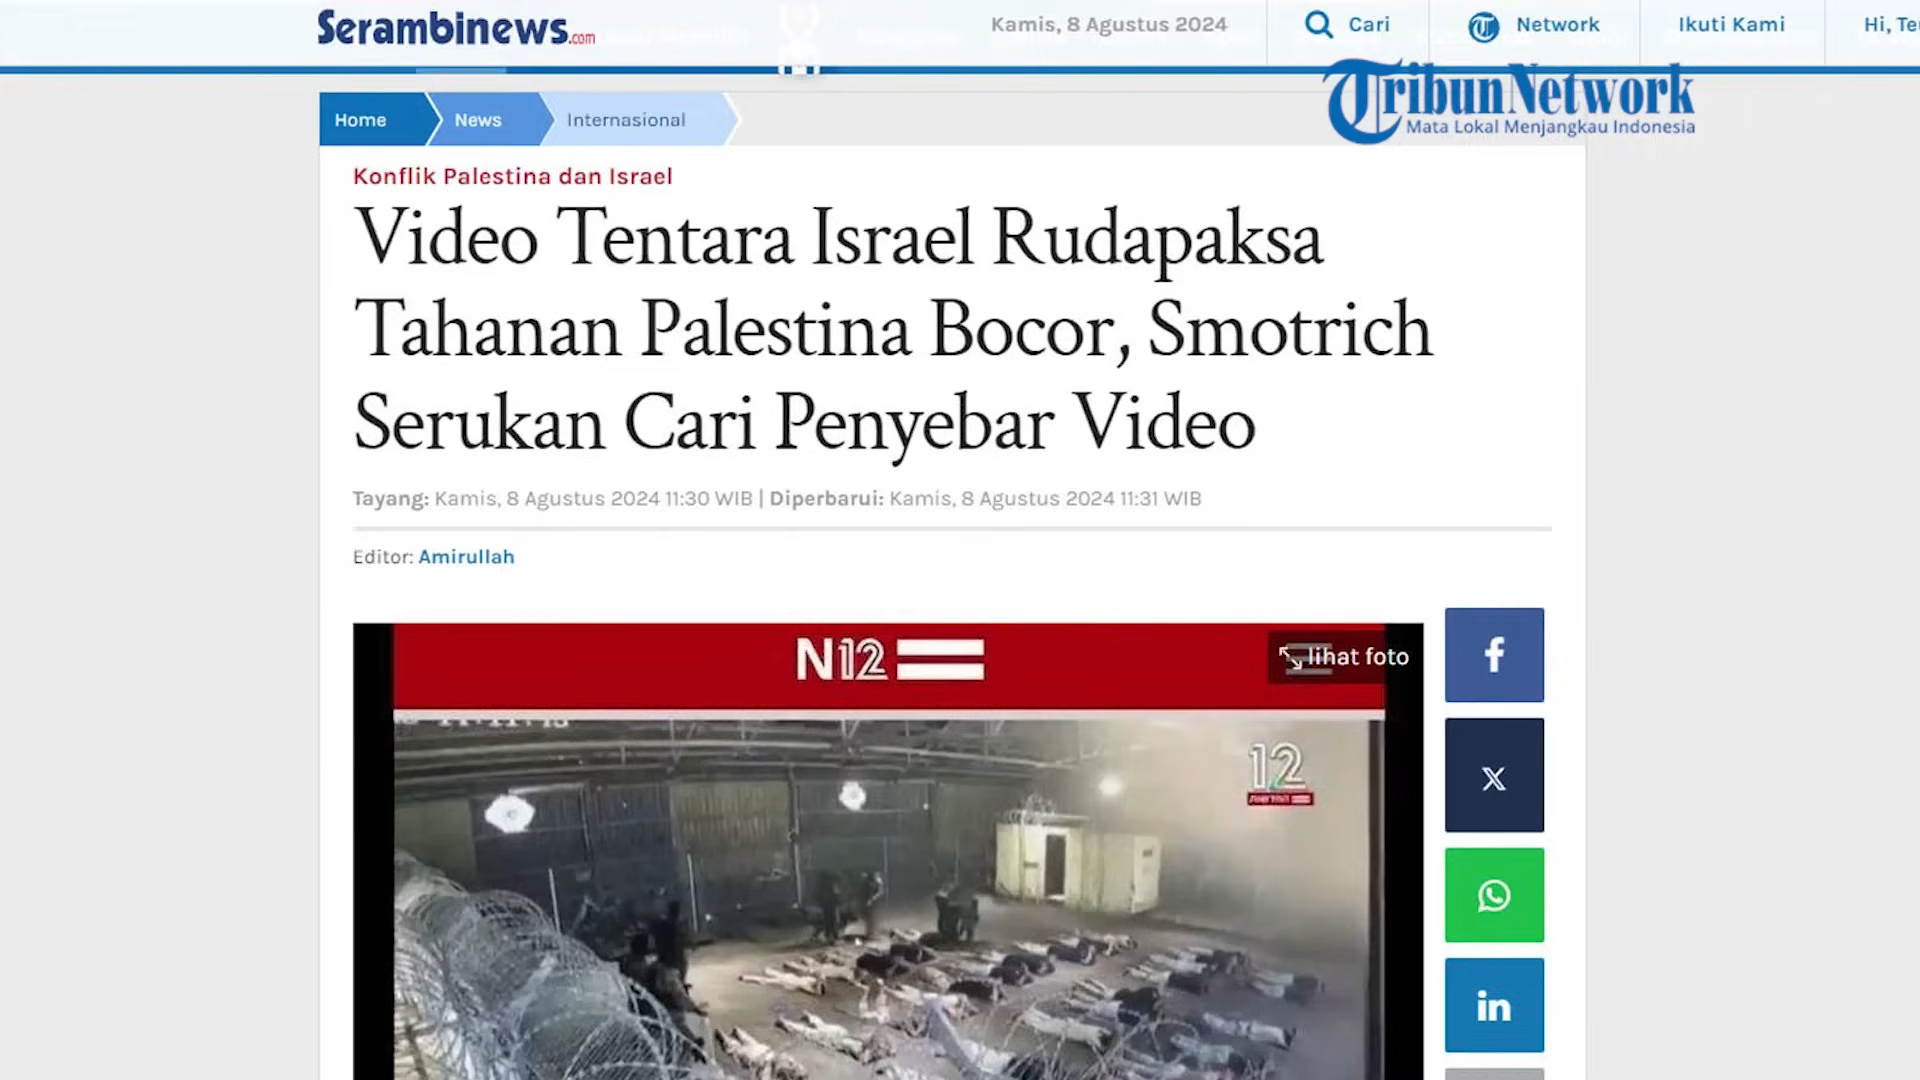 Serambinews.com
Kamis, 8 Agustus 2024
Cari
Network
Ikuti Kami
Hi, Te
TribunNetwork
Mata Lokal Menjangkau Indonesia
Home
News
Internasional
Konflik Palestina dan Israel
Video Tentara Israel Rudapaksa
Tahanan Palestina Bocor, Smotrich
Serukan Cari Penyebar Video
Tayang: Kamis, 8 Agustus 2024 11:30 WIB | Diperbarui: Kamis, 8 Agustus 2024 11:31 WIB
Editor: Amirullah
N12
lihat foto
12